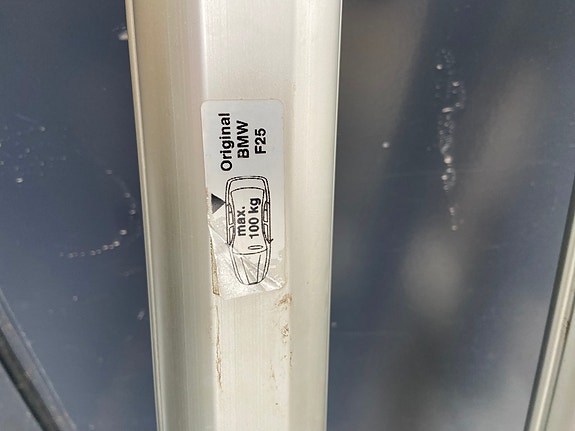 Original
BMW
F25
max.
100 kg